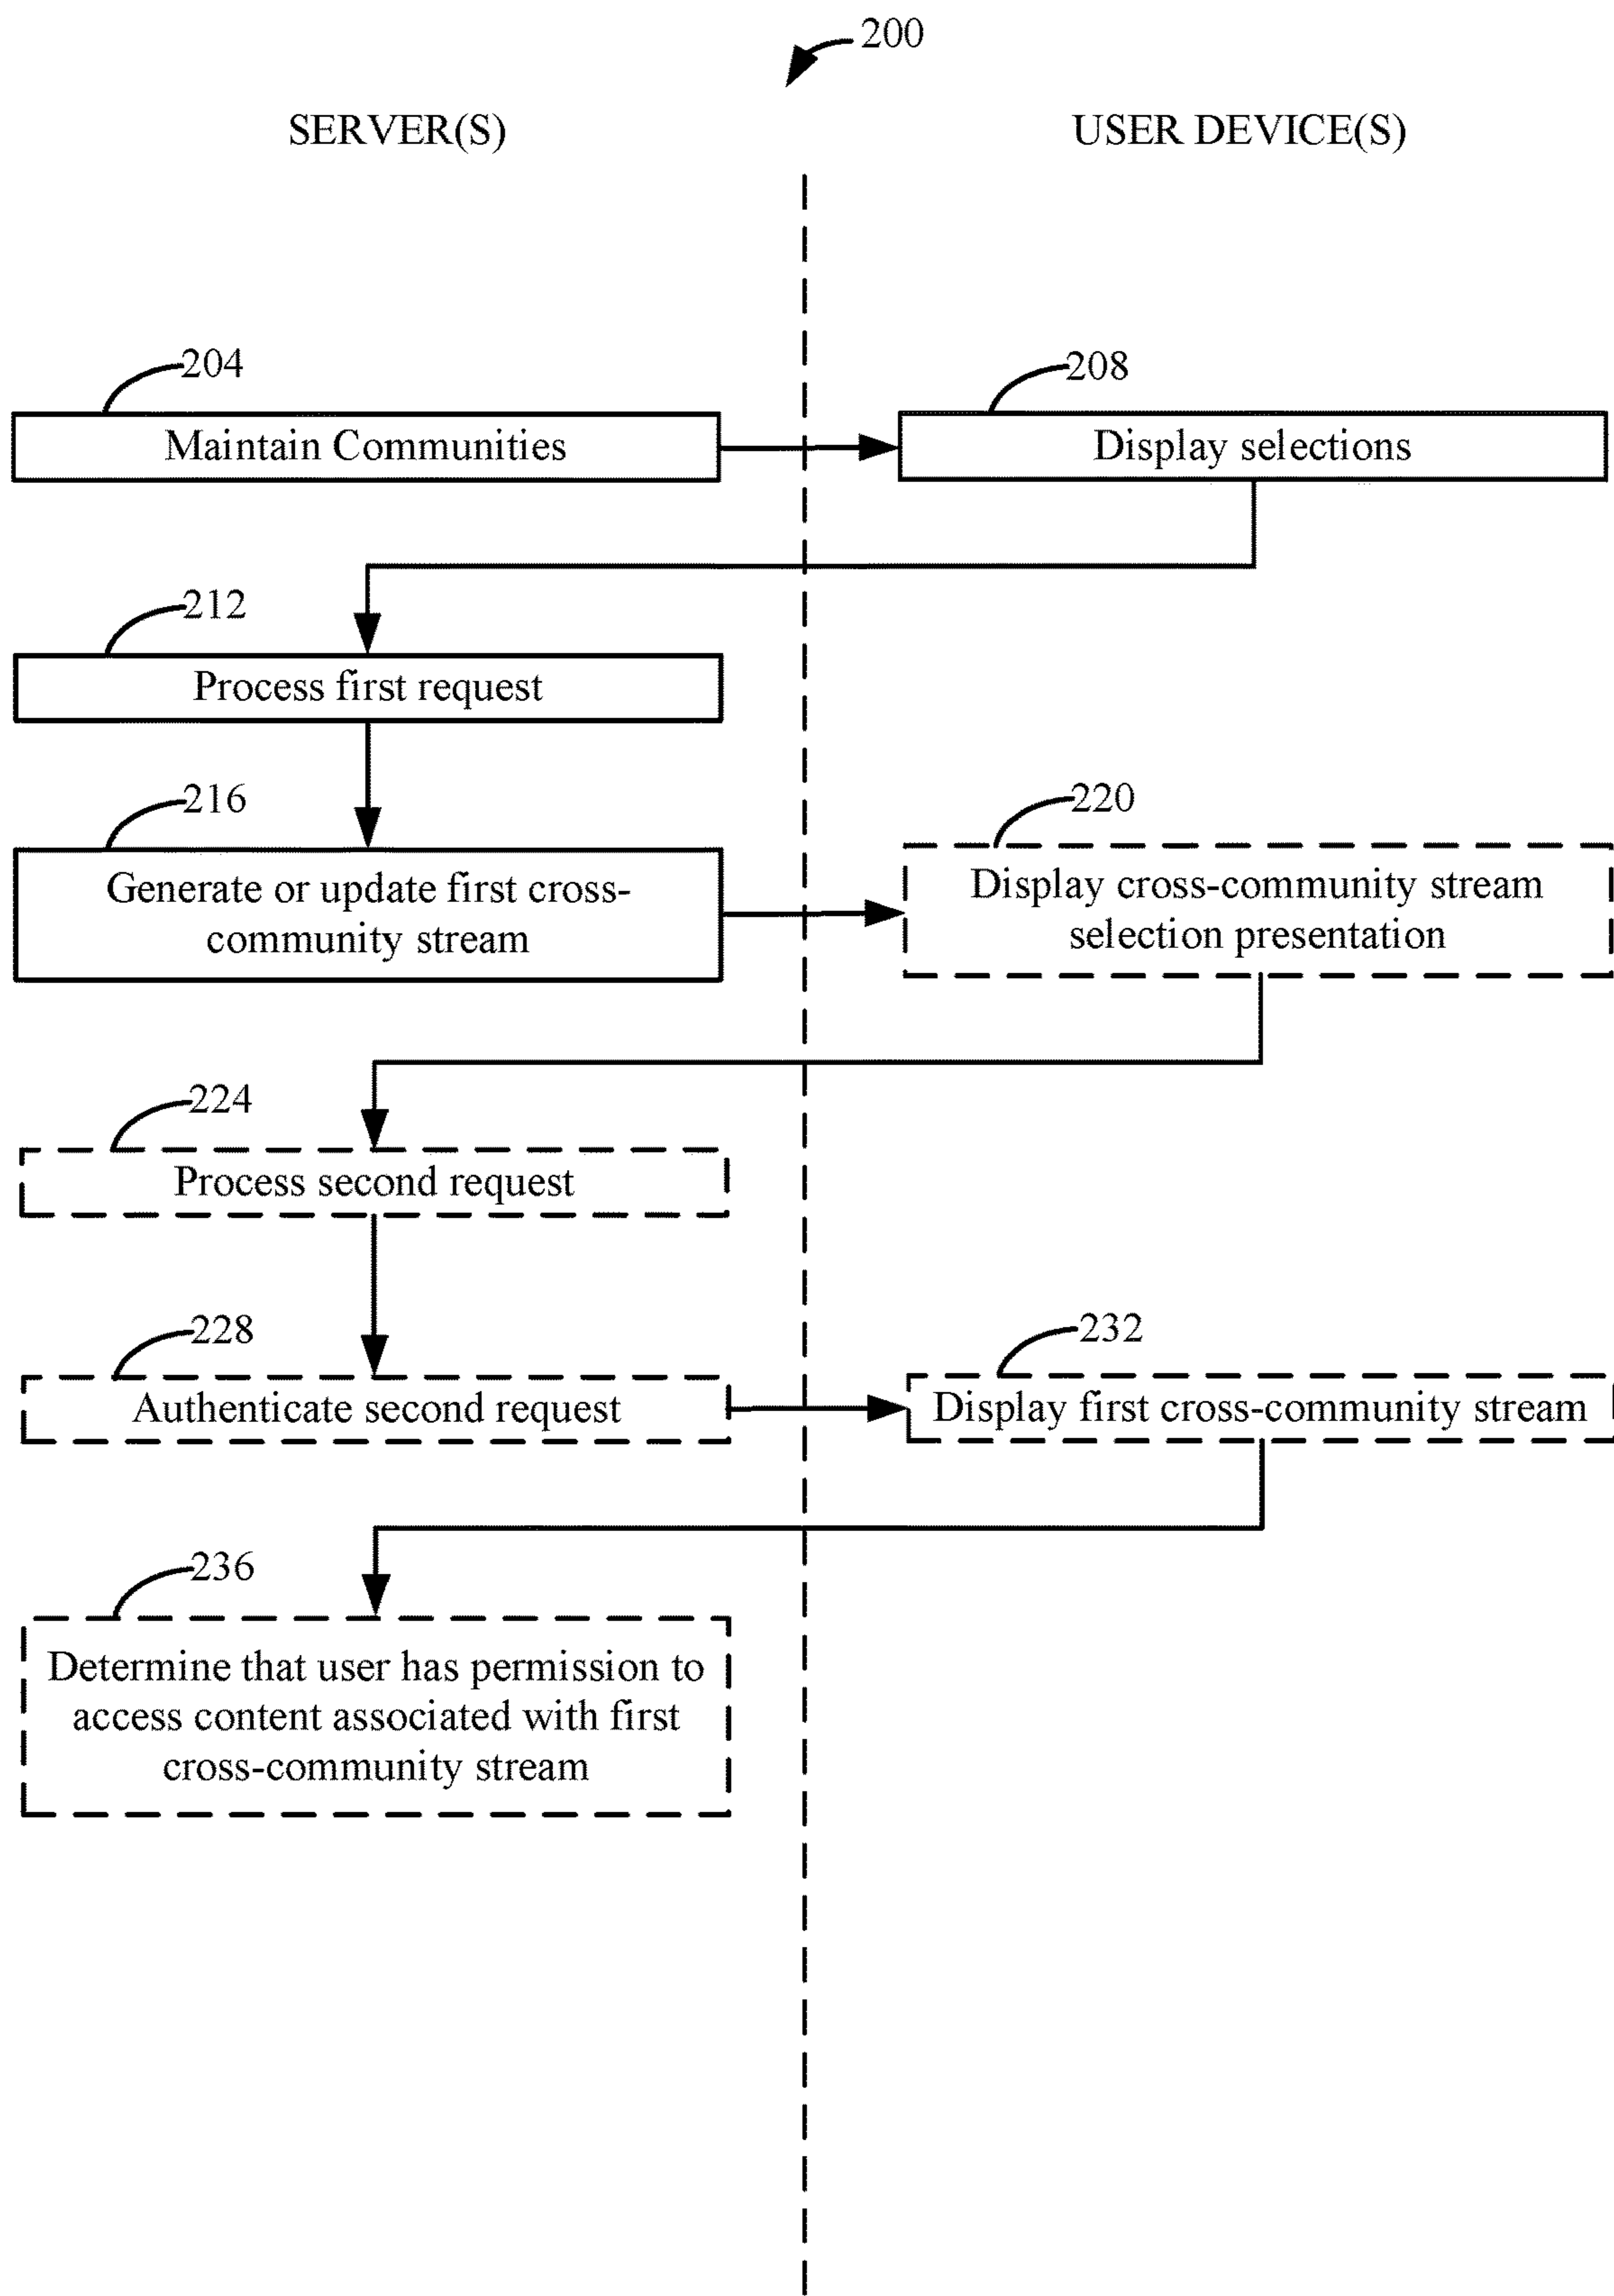 200
SERVER(S)
USER DEVICE(S)
204
Maintain Communities
208
Display selections
212
Process first request
216
Generate or update first cross-
community stream
220
Display cross-community stream
selection presentation
224
Process second request
228
Authenticate second request
232
Display first cross-community stream
236
Determine that user has permission to
access content associated with first
cross-community stream